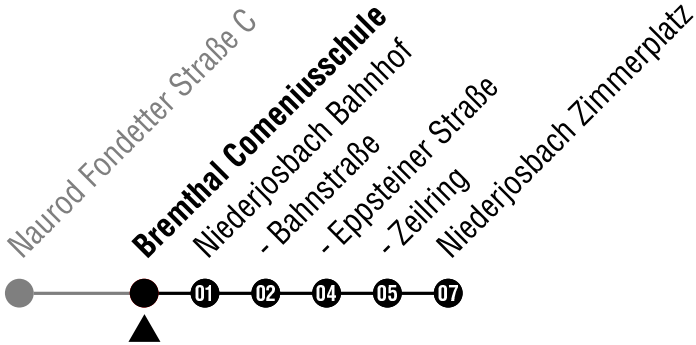 Naurod Fondetter Straße C
Bremthal Comeniusschule
Niederjosbach Bahnhof
- Bahnstraße
- Eppsteiner Straße
- Zeilring
Niederjosbach Zimmerplatz
01 02 04 05 07